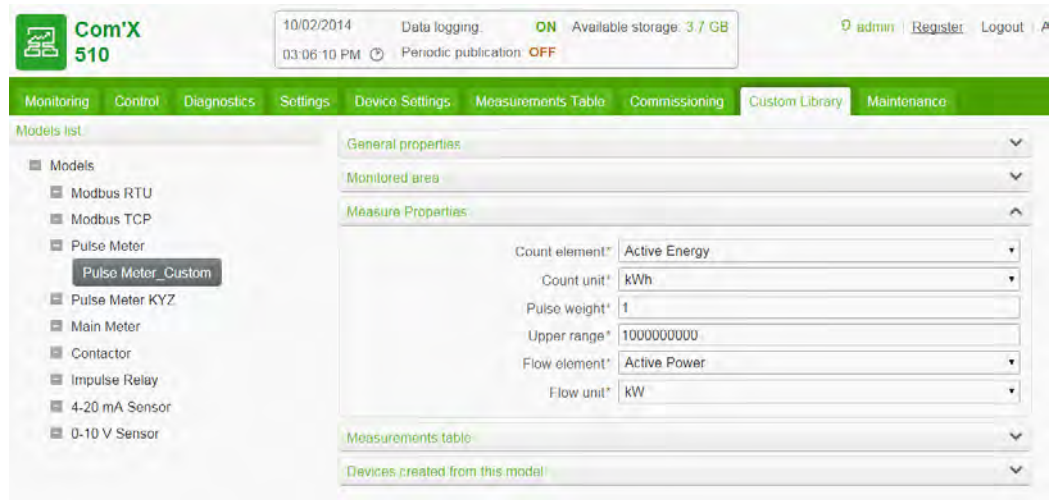 Com'X
510
10/02/2014 Data logging: ON Available storage: 3.7 GB
03:06:10 PM Periodic publication: OFF
admin Register Logout A
Monitoring Control Diagnostics Settings Device Settings Measurements Table Commissioning Custom Library Maintenance
Models list
Models
Modbus RTU
Modbus TCP
Pulse Meter
Pulse Meter_Custom
Pulse Meter KYZ
Main Meter
Contactor
Impulse Relay
4-20 mA Sensor
0-10 V Sensor
General properties
Monitored area
Measure Properties
Count element* Active Energy
Count unit* kWh
Pulse weight* 1
Upper range* 1000000000
Flow element* Active Power
Flow unit* kW
Measurements table
Devices created from this model